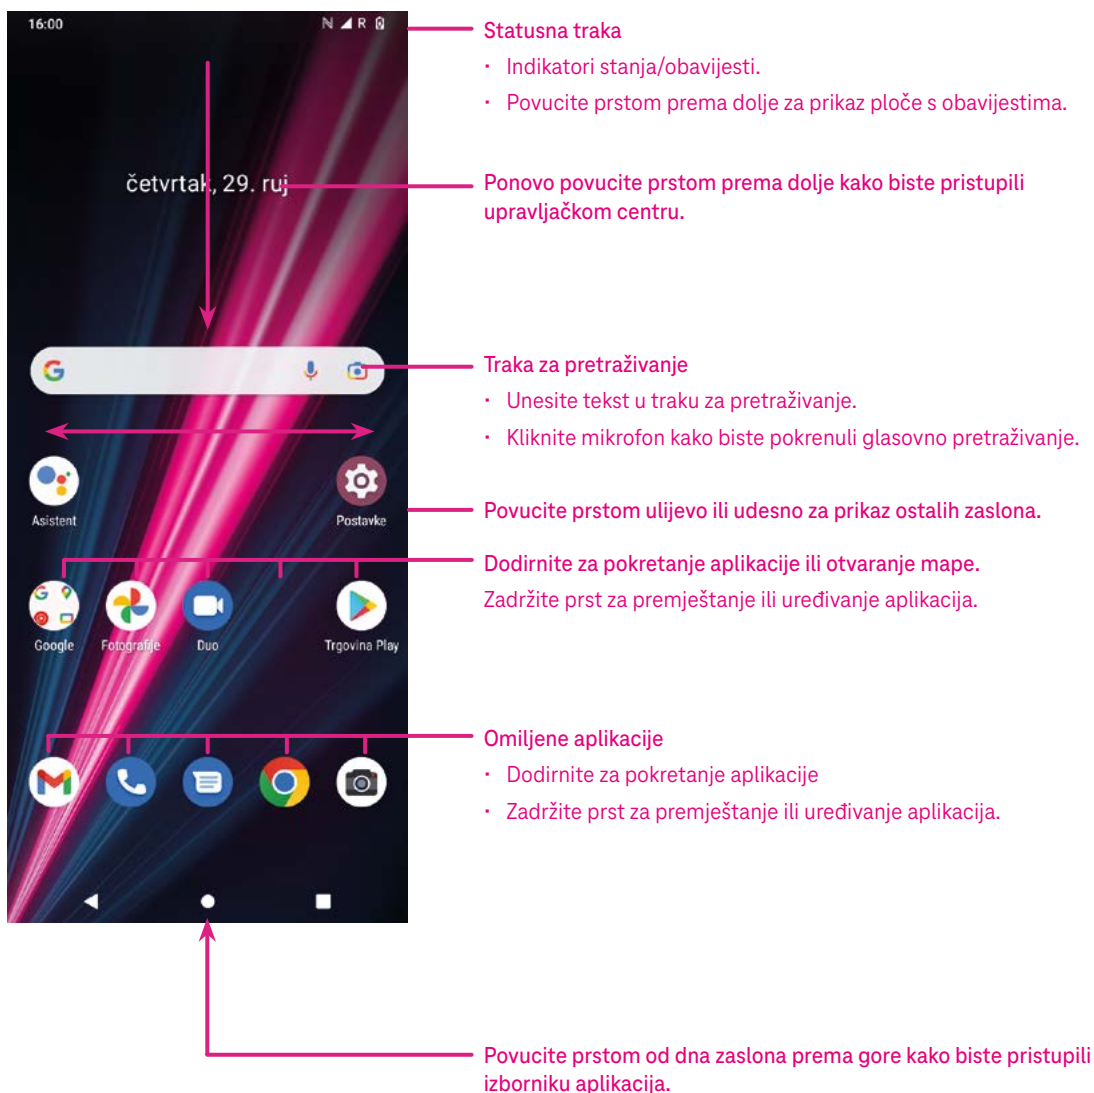 16:00
N R
Statusna traka
· Indikatori stanja/obavijesti.
· Povucite prstom prema dolje za prikaz ploče s obavijestima.
četvrtak, 29. ruj
Ponovo povucite prstom prema dolje kako biste pristupili
upravljačkom centru.
G
Traka za pretraživanje
· Unesite tekst u traku za pretraživanje.
· Kliknite mikrofon kako biste pokrenuli glasovno pretraživanje.
Asistent
Postavke
Povucite prstom ulijevo ili udesno za prikaz ostalih zaslona.
Dodirnite za pokretanje aplikacije ili otvaranje mape.
Zadržite prst za premještanje ili uređivanje aplikacija.
Google
Fotografije
Duo
Trgovina Play
Omiljene aplikacije
· Dodirnite za pokretanje aplikacije
· Zadržite prst za premještanje ili uređivanje aplikacija.
Povucite prstom od dna zaslona prema gore kako biste pristupili
izborniku aplikacija.